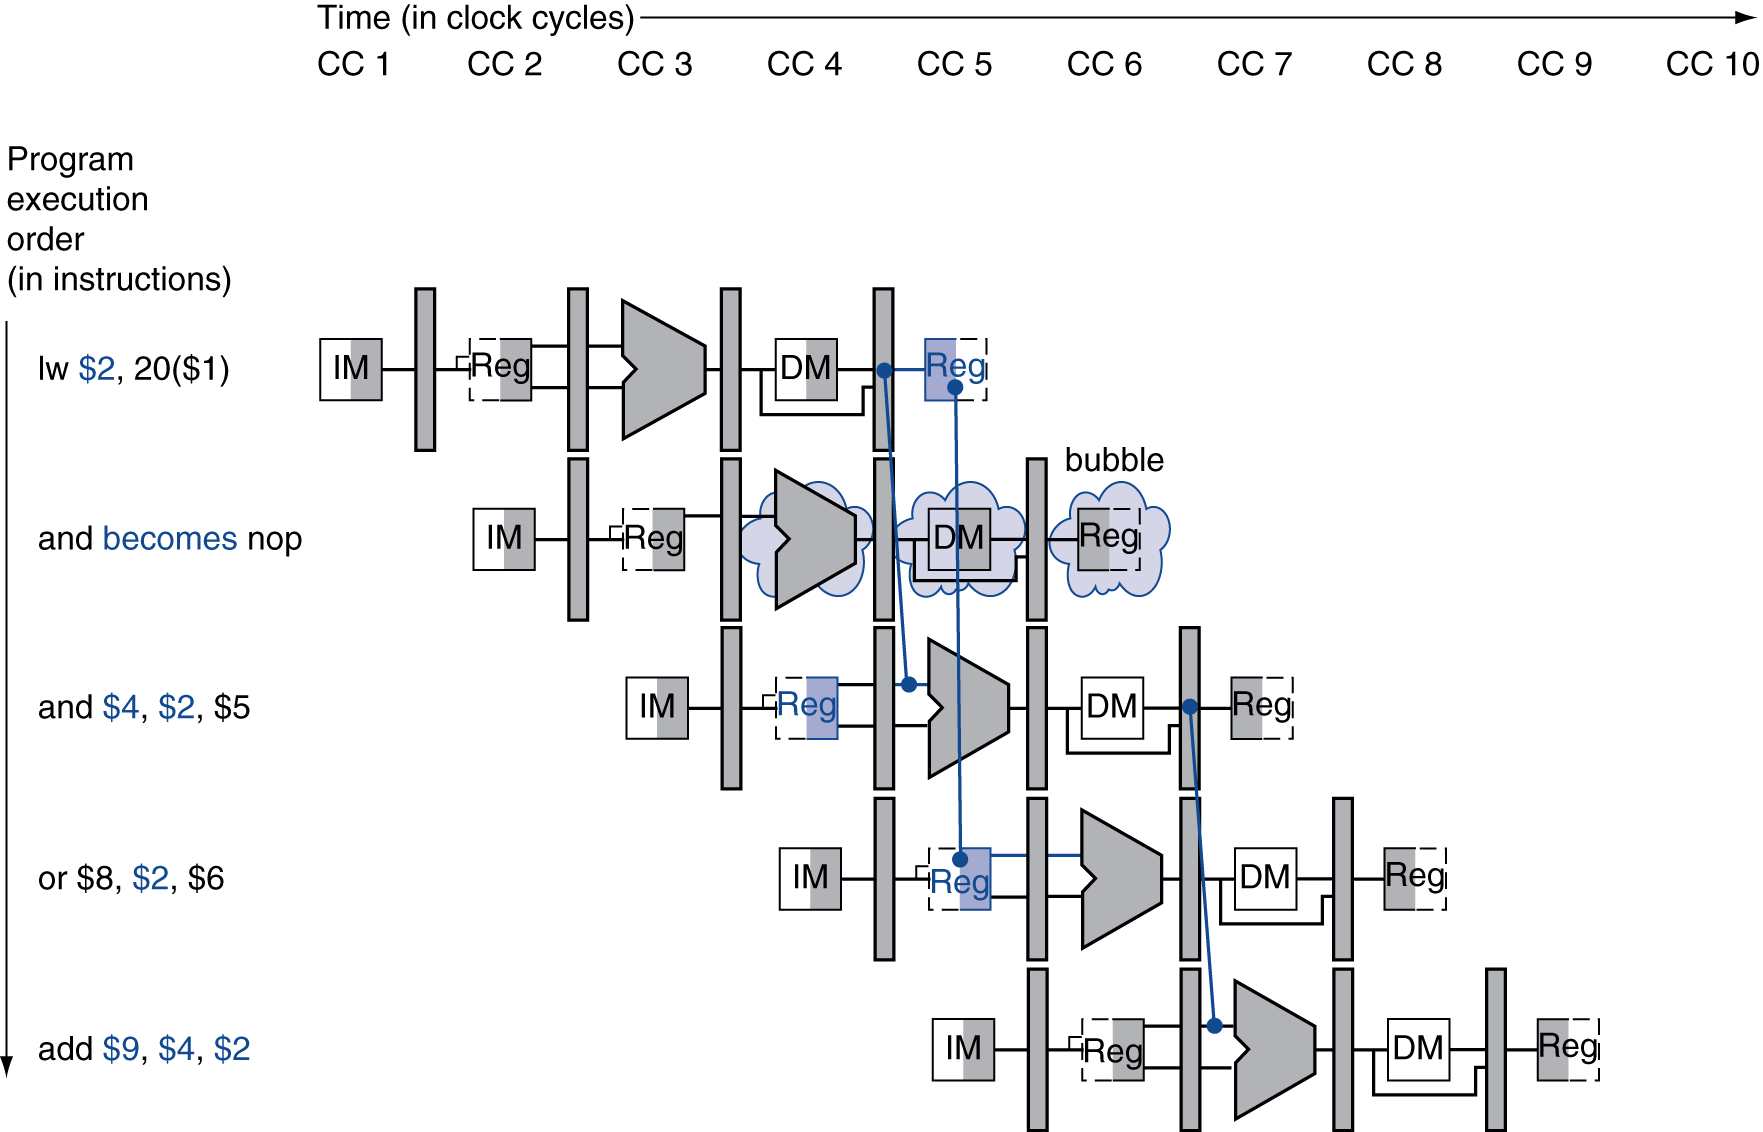 Time (in clock cycles)
CC 1 CC 2 CC 3 CC 4 CC 5 CC 6 CC 7 CC 8 CC 9 CC 10
Program
execution
order
(in instructions)
lw $2, 20($1) IM Reg DM Reg
bubble
and becomes nop IM Reg DM Reg
and $4, $2, $5 IM Reg DM Reg
or $8, $2, $6 IM Reg DM Reg
add $9, $4, $2 IM Reg DM Reg